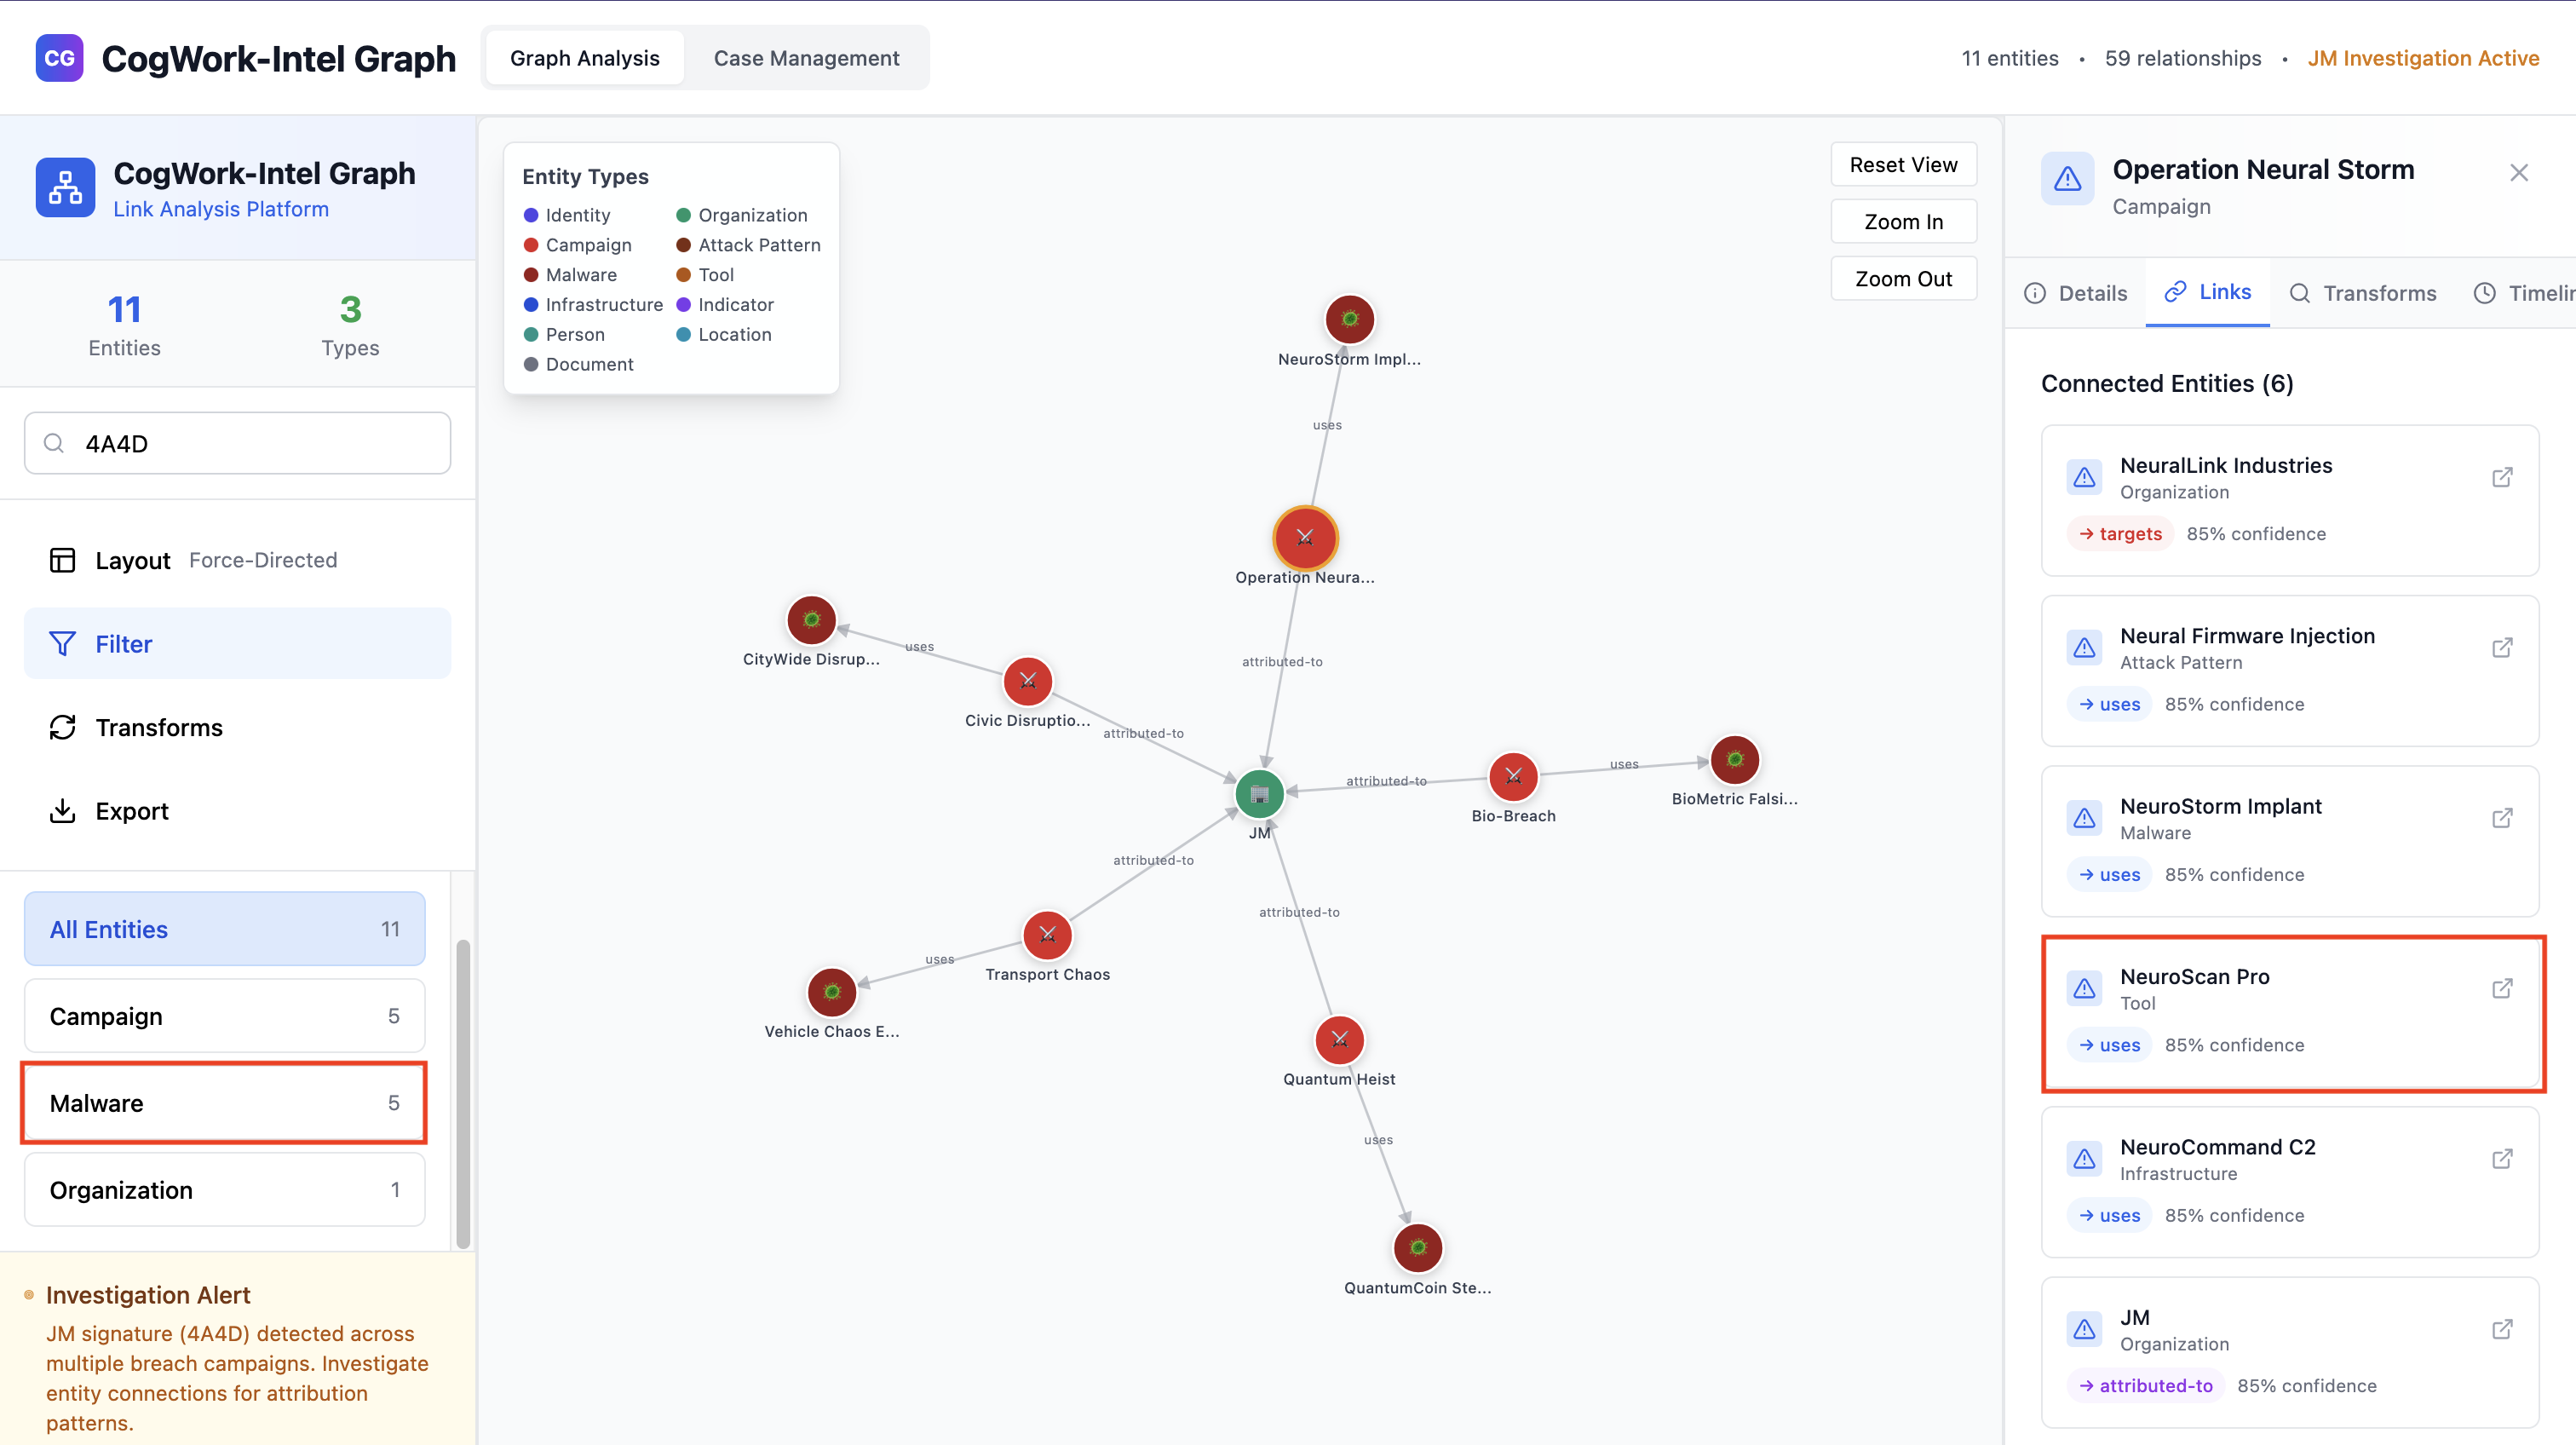 CG CogWork-Intel Graph
Graph Analysis
Case Management
11 entities • 59 relationships • JM Investigation Active
CogWork-Intel Graph
Link Analysis Platform
11
Entities
3
Types
4A4D
Layout Force-Directed
Filter
Transforms
Export
All Entities 11
Campaign 5
Malware 5
Organization 1
Investigation Alert
JM signature (4A4D) detected across
multiple breach campaigns. Investigate
entity connections for attribution
patterns.
Entity Types
Identity
Organization
Campaign
Attack Pattern
Malware
Tool
Infrastructure
Indicator
Person
Location
Document
Reset View
Zoom In
Zoom Out
NeuroStorm Impl...
uses
Operation Neura...
attributed-to
CityWide Disrup...
uses
Civic Disruptio...
attributed-to
JM
attributed-to
Bio-Breach
uses
BioMetric Falsi...
attributed-to
Transport Chaos
uses
Vehicle Chaos E...
attributed-to
Quantum Heist
uses
QuantumCoin Ste...
Operation Neural Storm
Campaign
Details
Links
Transforms
Timelin
Connected Entities (6)
NeuralLink Industries
Organization
→ targets 85% confidence
Neural Firmware Injection
Attack Pattern
→ uses 85% confidence
NeuroStorm Implant
Malware
→ uses 85% confidence
NeuroScan Pro
Tool
→ uses 85% confidence
NeuroCommand C2
Infrastructure
→ uses 85% confidence
JM
Organization
→ attributed-to 85% confidence